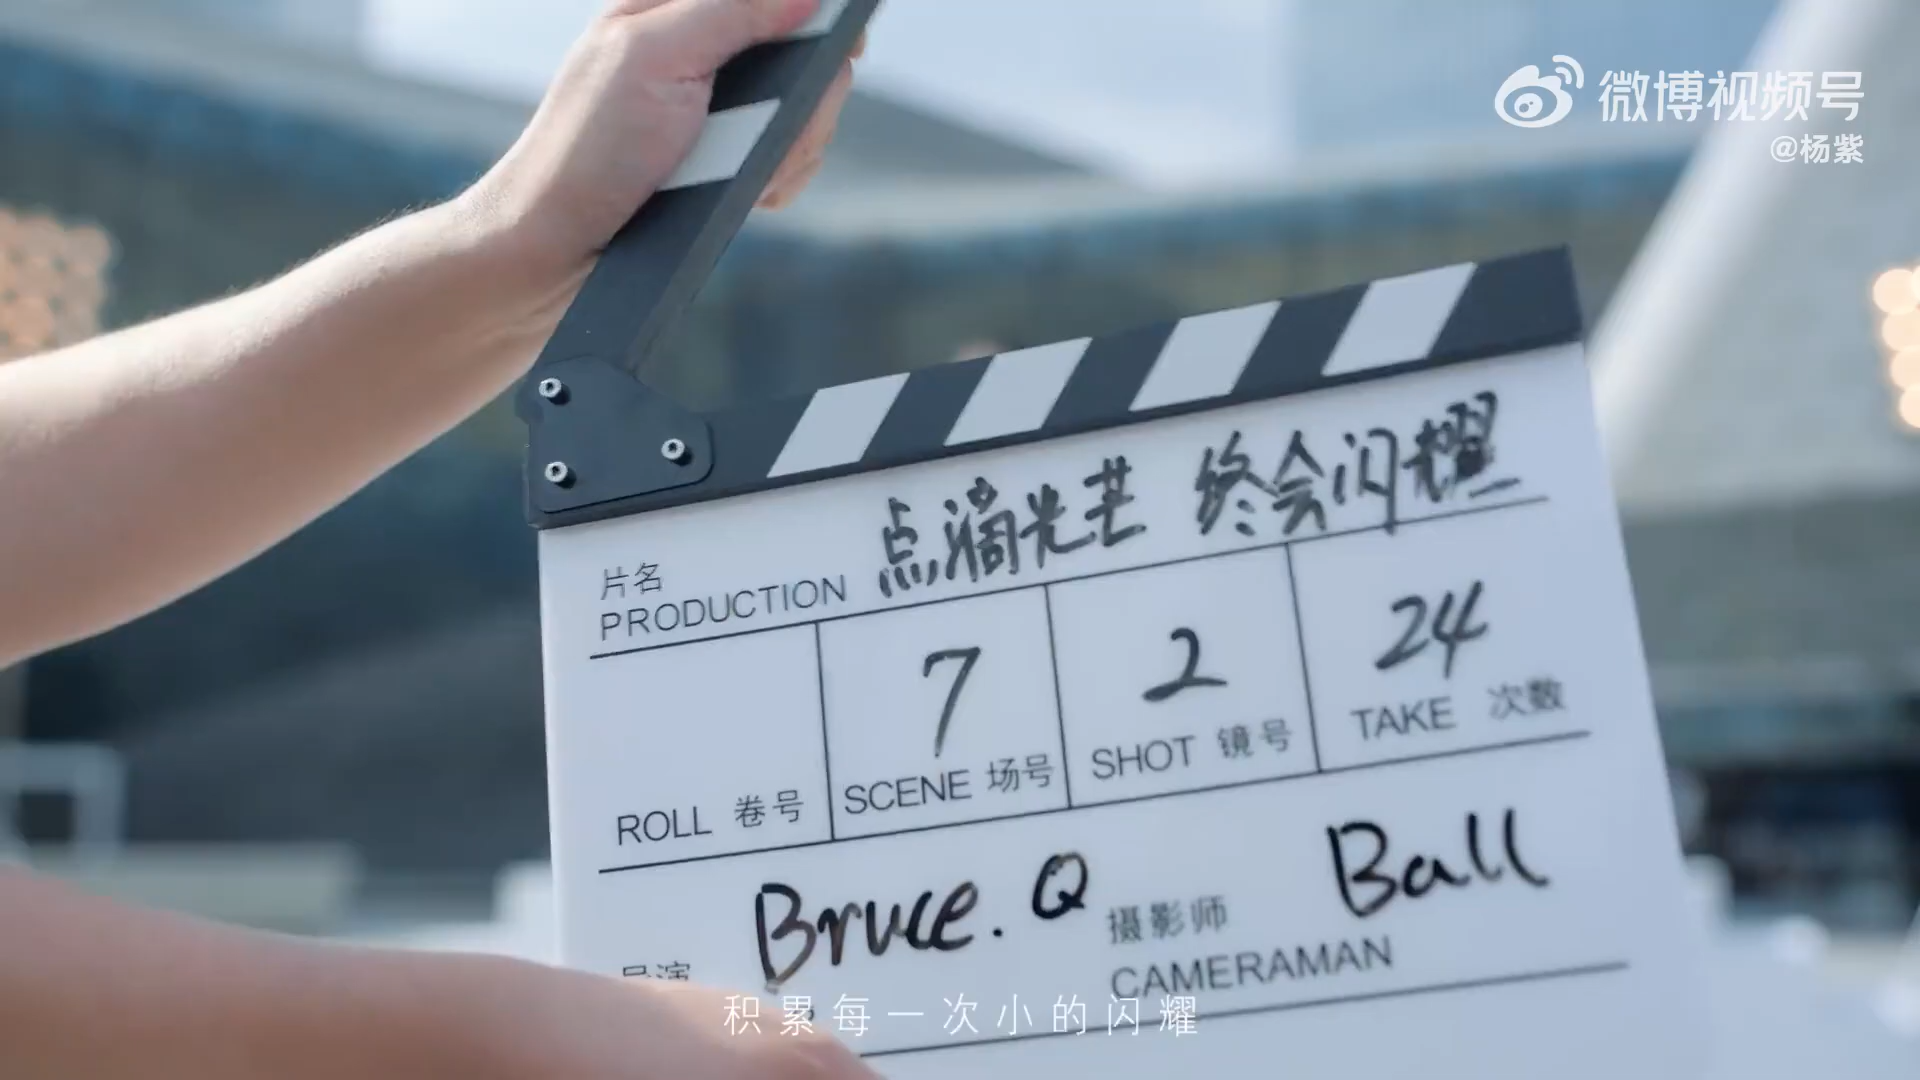 微博视频号
@杨紫
片名
PRODUCTION 点滴光芒 终会闪耀
ROLL 卷号
7
SCENE 场号
2
SHOT 镜号
24
TAKE 次数
导演
Bruce. Q
摄影师
CAMERAMAN
Ball
积累每一次小的闪耀